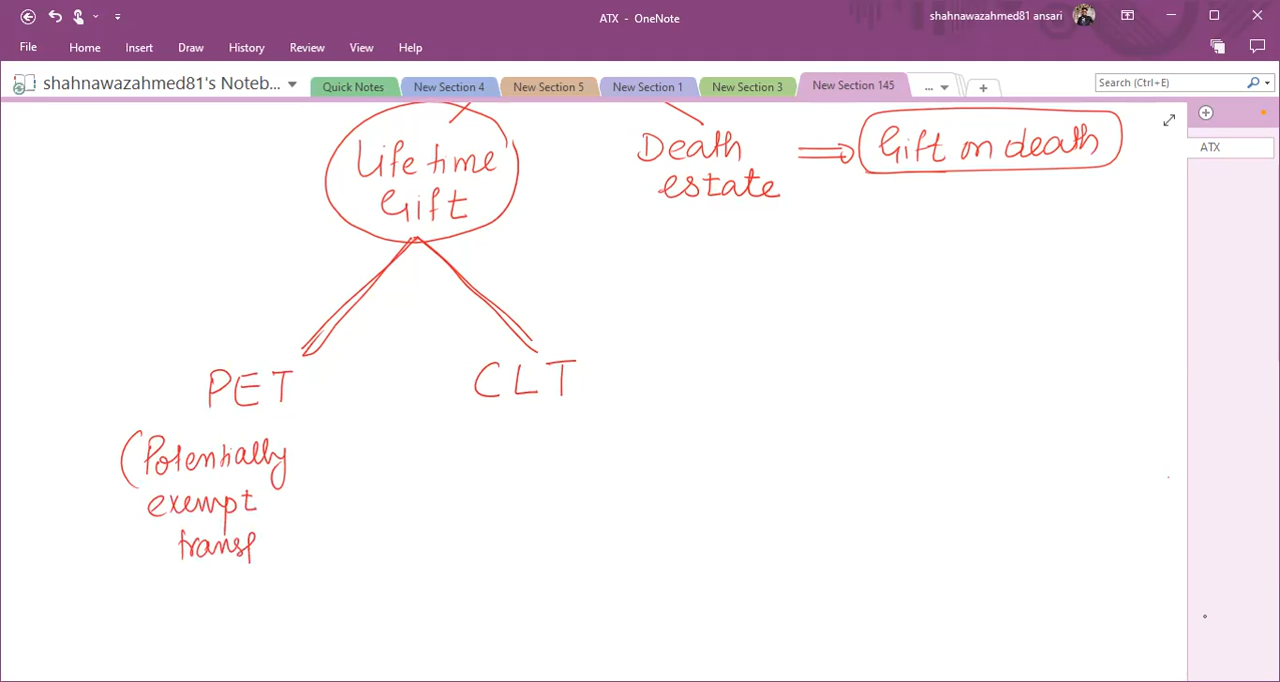 ATX - OneNote
shahnawazahmed81 ansari
File Home Insert Draw History Review View Help
shahnawazahmed81's Noteb... Quick Notes New Section 4 New Section 5 New Section 1 New Section 3 New Section 145 ... Search (Ctrl+E)
ATX
Life time
Gift
Death
estate
Gift on death
PET
CLT
(Potentially
exempt
transf